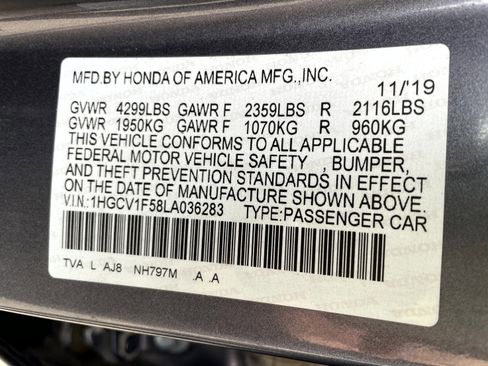 MFD.BY HONDA OF AMERICA MFG.,INC.
11/'19
GVWR 4299LBS GAWR F 2359LBS R 2116LBS
GVWR 1950KG GAWR F 1070KG R 960KG
THIS VEHICLE CONFORMS TO ALL APPLICABLE
FEDERAL MOTOR VEHICLE SAFETY , BUMPER,
AND THEFT PREVENTION STANDARDS IN EFFECT
ON THE DATE OF MANUFACTURE SHOWN ABOVE
V.I.N.:1HGCV1F58LA036283 TYPE:PASSENGER CAR
TVA L AJ8 NH797M .A .A